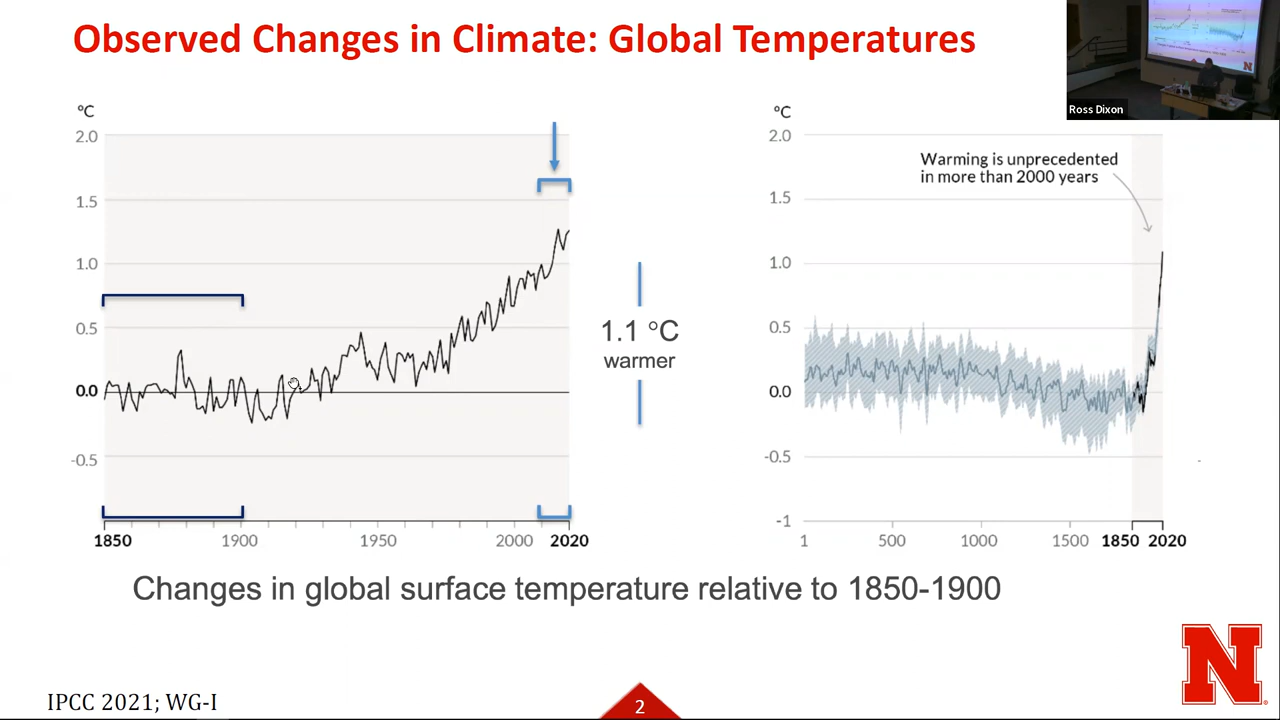 Observed Changes in Climate: Global Temperatures
Ross Dixon
N
°C
2.0
1.5
1.0
0.5
0.0
-0.5
1850
1900
1950
2000
2020
1.1 °C
warmer
°C
2.0
1.5
1.0
0.5
0.0
-0.5
-1
Warming is unprecedented
in more than 2000 years
1
500
1000
1500
1850
2020
Changes in global surface temperature relative to 1850-1900
N
IPCC 2021; WG-I
2